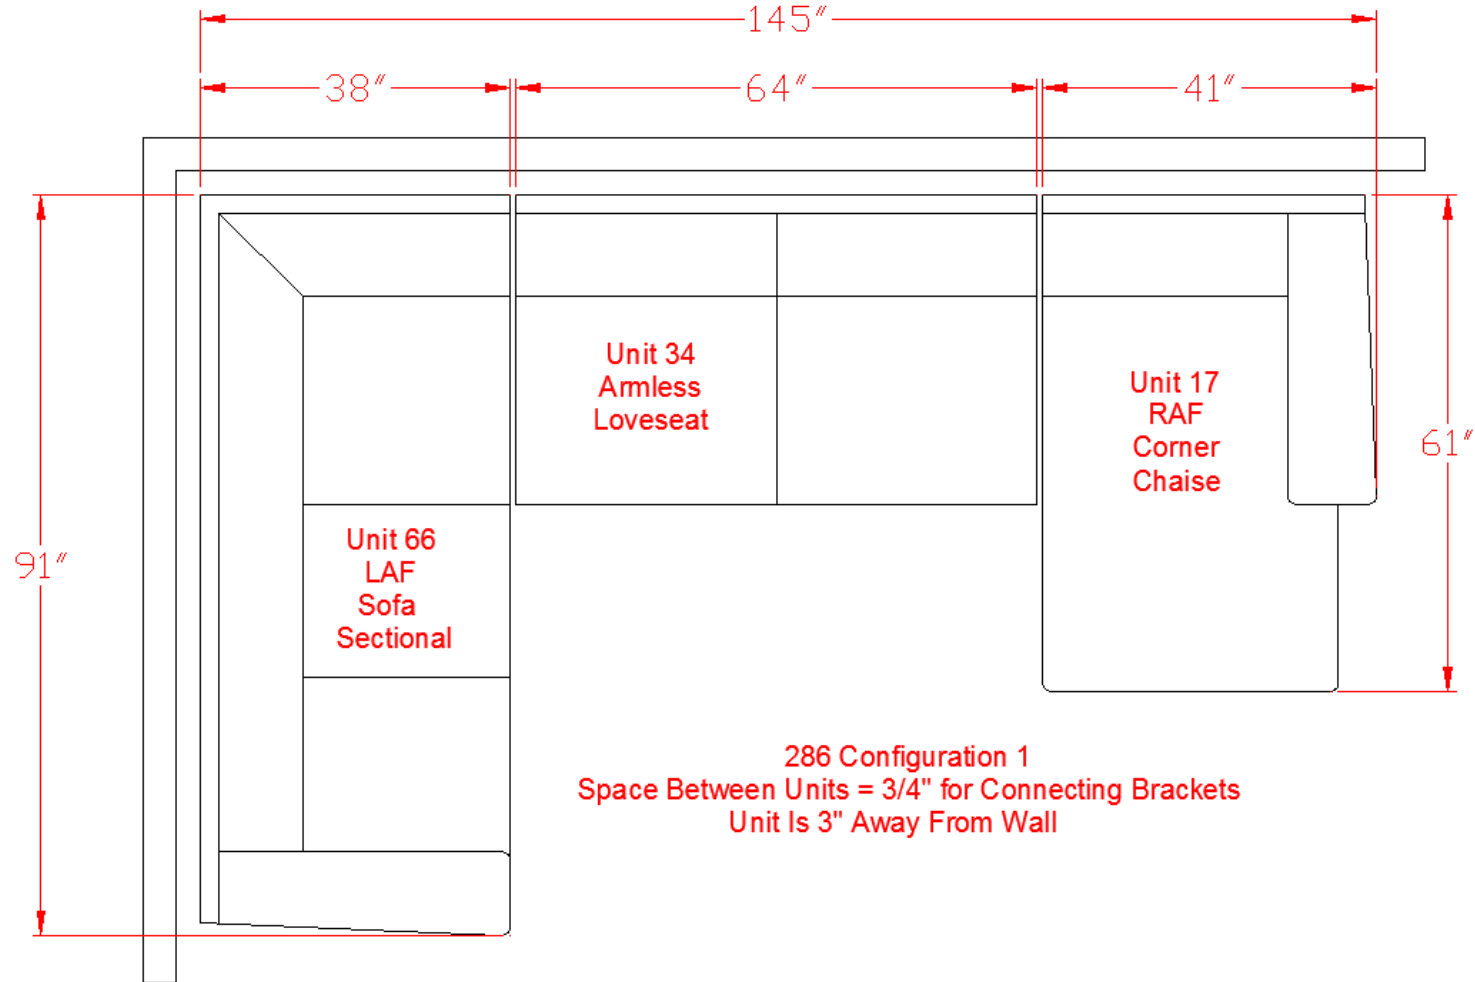 145"
38"
64"
41"
Unit 34
Armless
Loveseat
Unit 17
RAF
Corner
Chaise
61"
91"
Unit 66
LAF
Sofa
Sectional
286 Configuration 1
Space Between Units = 3/4" for Connecting Brackets
Unit Is 3" Away From Wall